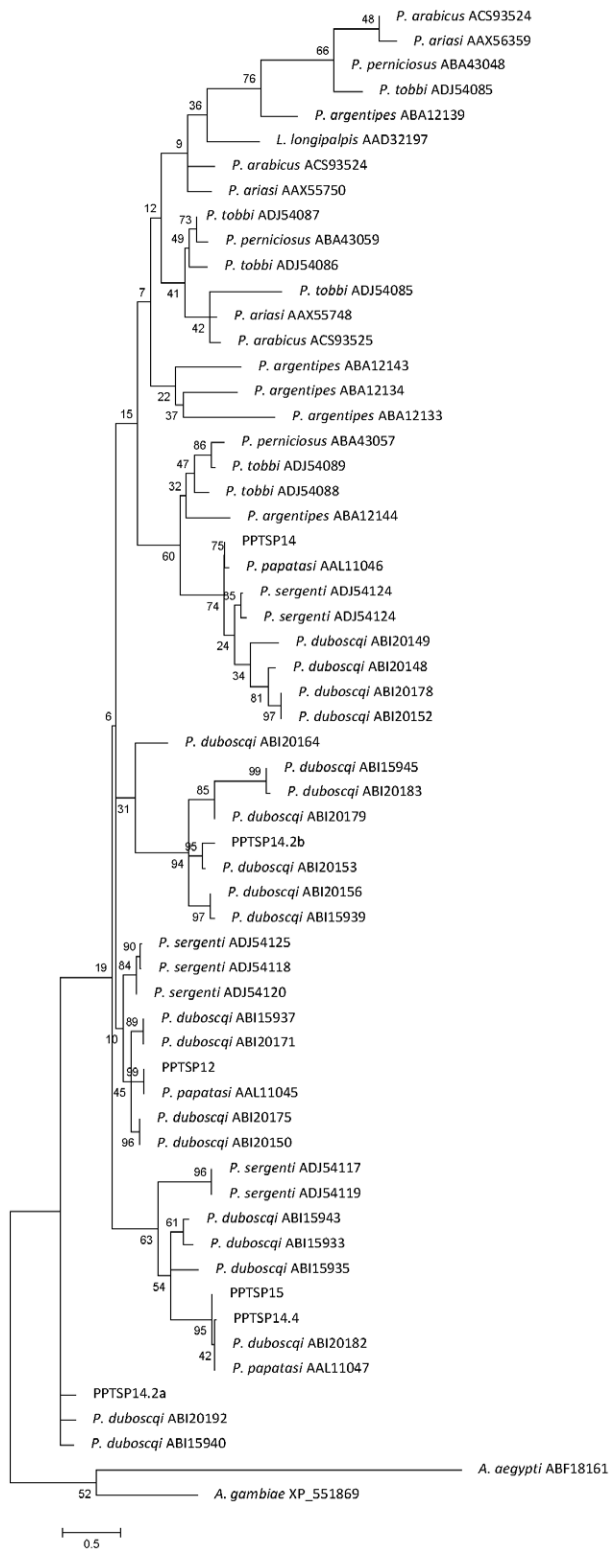 48
P. arabicus ACS93524
P. ariasi AAX56359
66
P. perniciosus ABA43048
76
P. tobbi ADJ54085
36
P. argentipes ABA12139
9
L. longipalpis AAD32197
P. arabicus ACS93524
P. ariasi AAX55750
12
73
P. tobbi ADJ54087
49
P. perniciosus ABA43059
P. tobbi ADJ54086
7
41
P. tobbi ADJ54085
42
P. ariasi AAX55748
P. arabicus ACS93525
P. argentipes ABA12143
22
P. argentipes ABA12134
15
37
P. argentipes ABA12133
86
P. perniciosus ABA43057
47
P. tobbi ADJ54089
32
P. tobbi ADJ54088
P. argentipes ABA12144
60
75
PPTSP14
P. papatasi AAL11046
74
35
P. sergenti ADJ54124
P. sergenti ADJ54124
24
P. duboscqi ABI20149
34
P. duboscqi ABI20148
81
P. duboscqi ABI20178
97
P. duboscqi ABI20152
6
P. duboscqi ABI20164
31
99
P. duboscqi ABI15945
85
P. duboscqi ABI20183
P. duboscqi ABI20179
95
PPTSP14.2b
94
P. duboscqi ABI20153
P. duboscqi ABI20156
97
P. duboscqi ABI15939
90
P. sergenti ADJ54125
19
84
P. sergenti ADJ54118
P. sergenti ADJ54120
89
P. duboscqi ABI15937
10
P. duboscqi ABI20171
99
PPTSP12
45
P. papatasi AAL11045
P. duboscqi ABI20175
96
P. duboscqi ABI20150
96
P. sergenti ADJ54117
P. sergenti ADJ54119
61
P. duboscqi ABI15943
63
P. duboscqi ABI15933
54
P. duboscqi ABI15935
PPTSP15
95
PPTSP14.4
P. duboscqi ABI20182
42
P. papatasi AAL11047
PPTSP14.2a
P. duboscqi ABI20192
P. duboscqi ABI15940
A. aegypti ABF18161
52
A. gambiae XP_551869
0.5